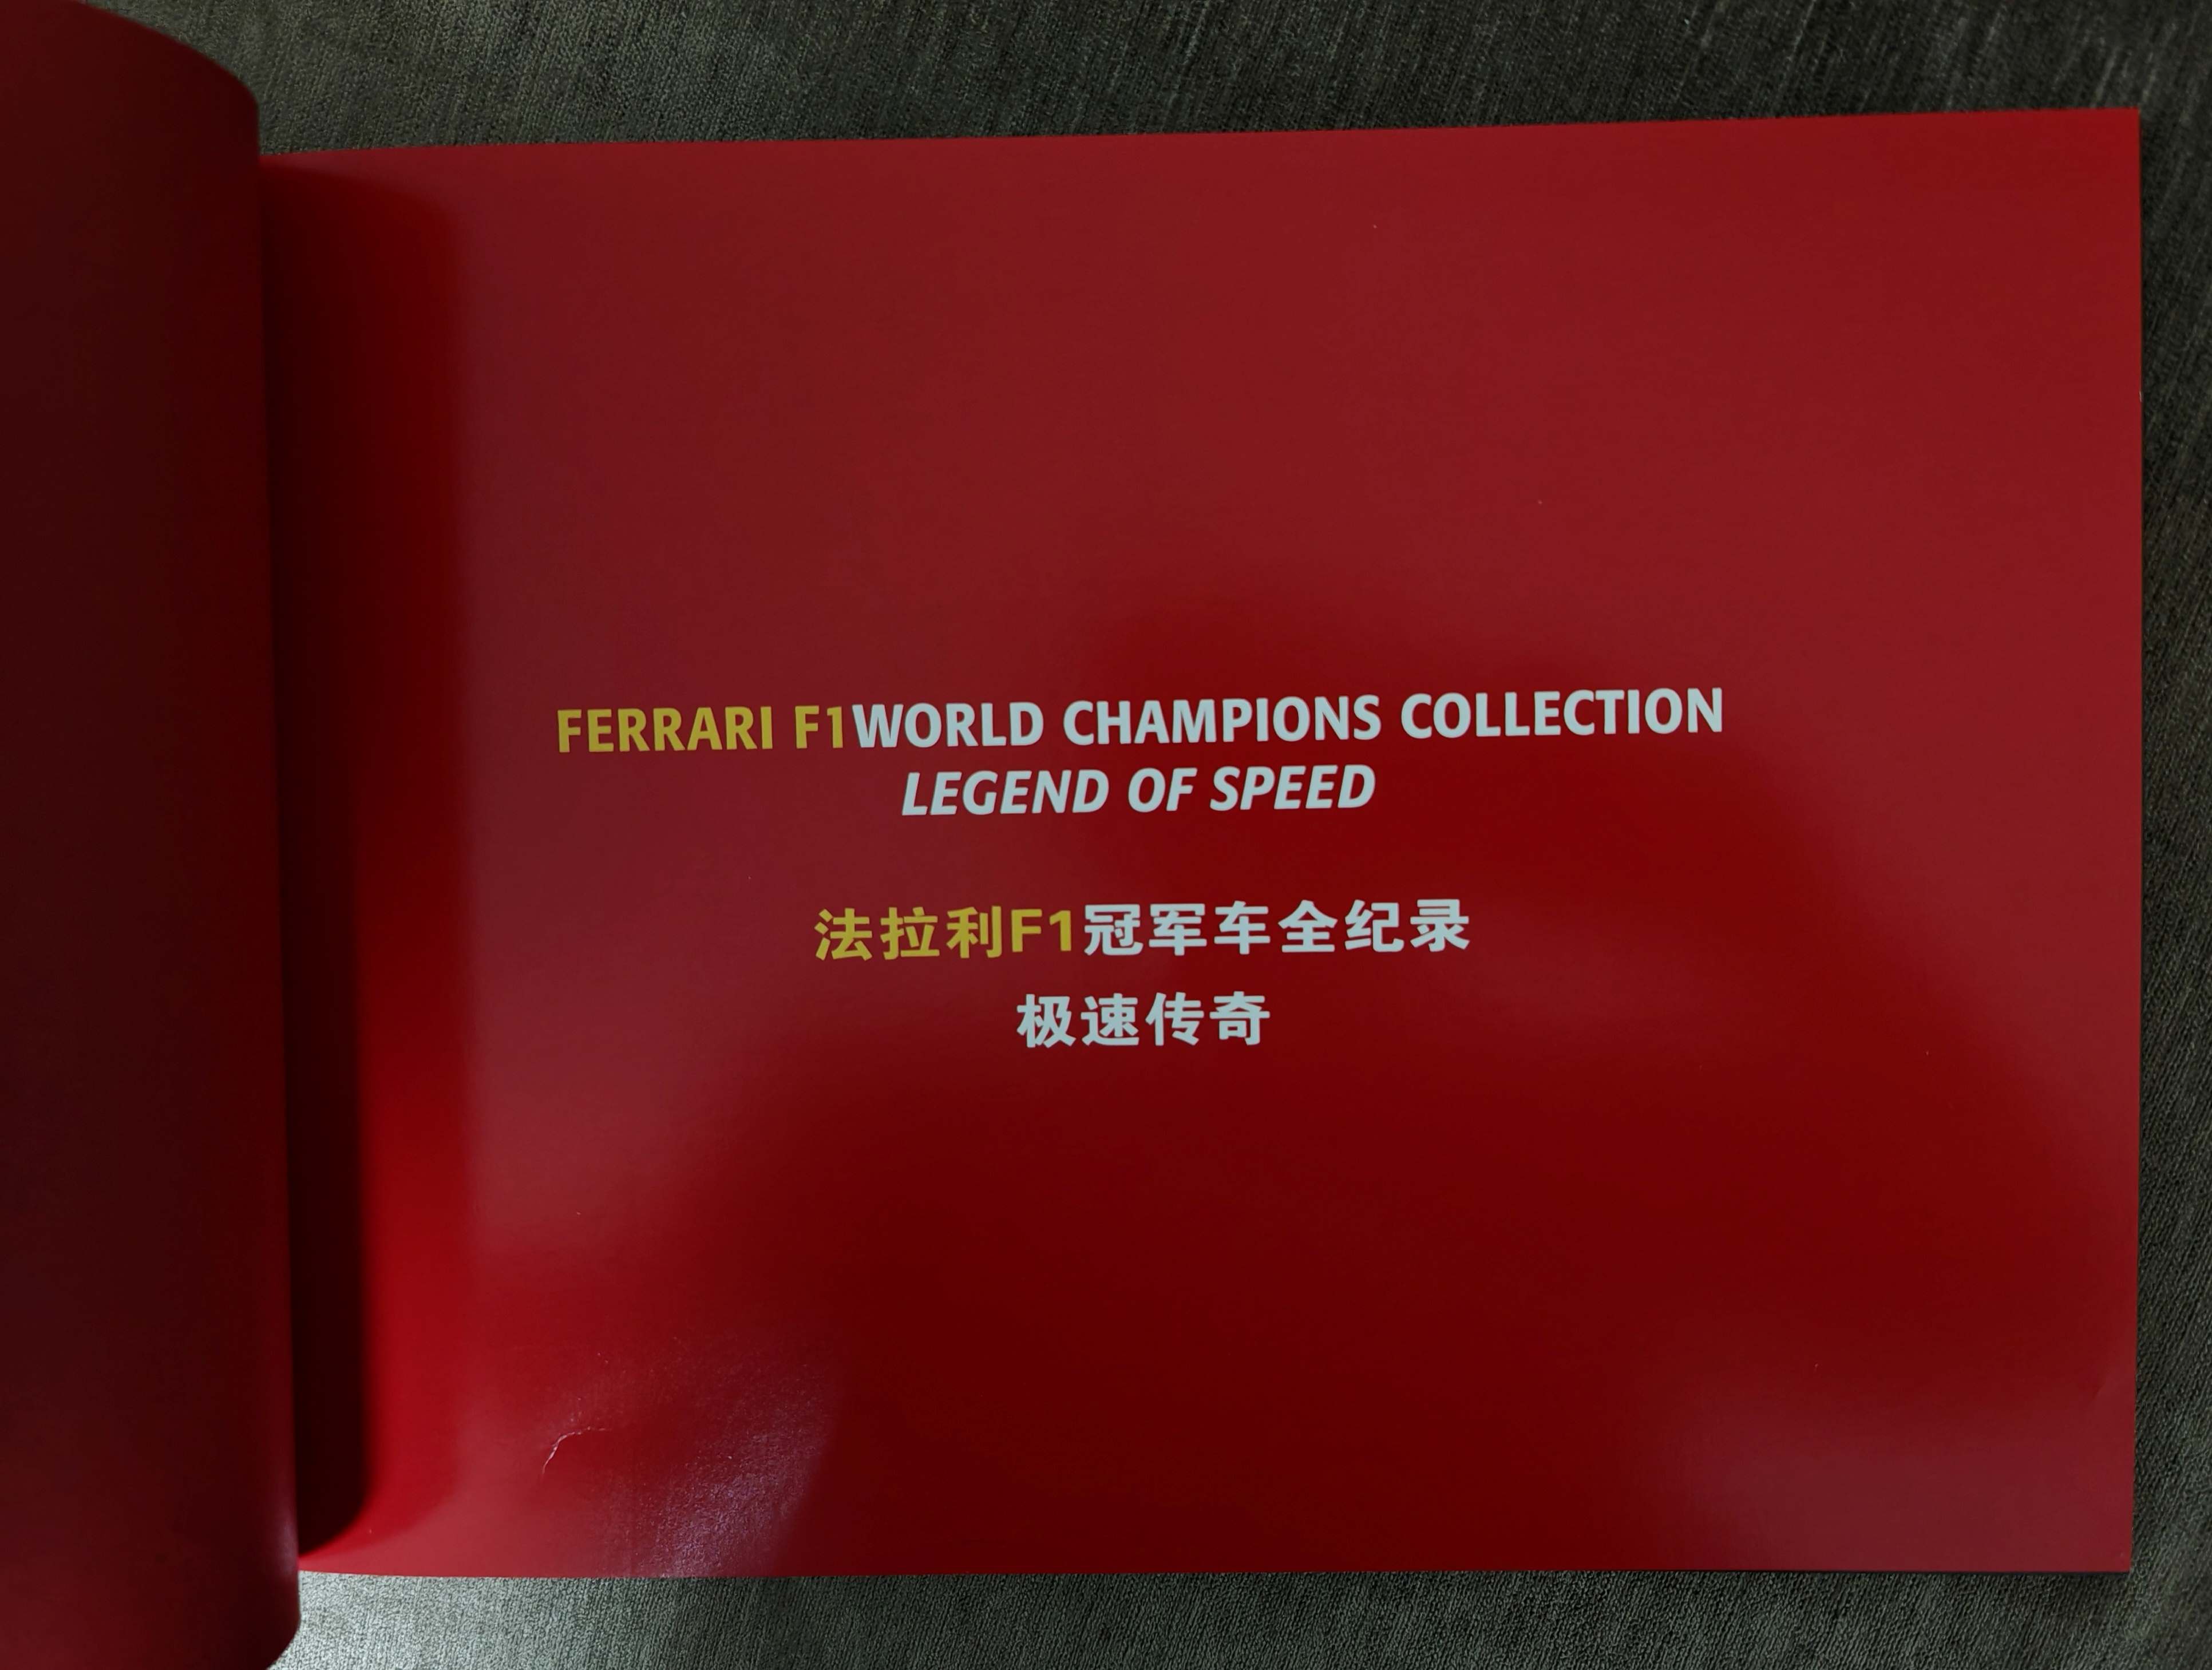 FERRARI F1WORLD CHAMPIONS COLLECTION
LEGEND OF SPEED
法拉利F1冠军车全纪录
极速传奇